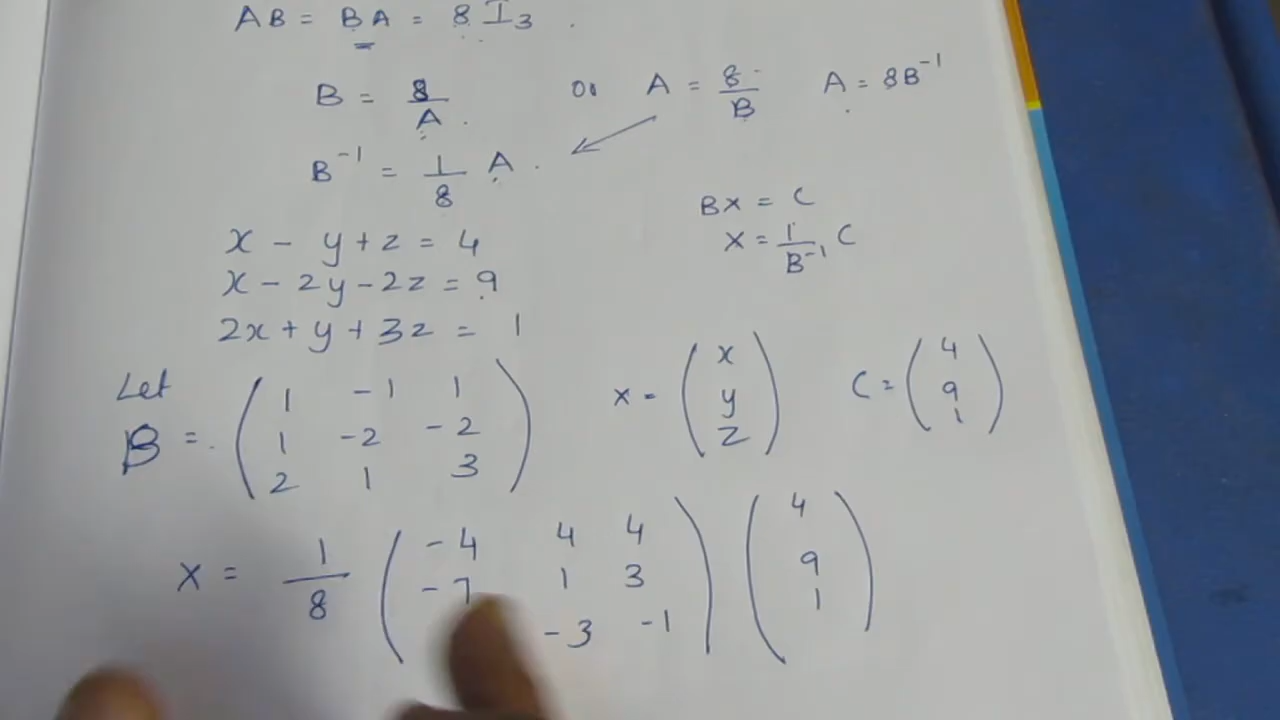 AB = BA = 8 I₃ .
B = 8/A . or A = 8/B A = 8B⁻¹
B⁻¹ = 1/8 A .
BX = C
X = 1/B⁻¹ C
x - y + z = 4
x - 2y - 2z = 9
2x + y + 3z = 1
Let
B = ( 1 -1 1
1 -2 -2
2 1 3 )
X = ( x
y
z )
C = ( 4
9
1 )
X = 1/8 ( -4 4 4
-7 1 3
-3 -1 ) ( 4
9
1 )